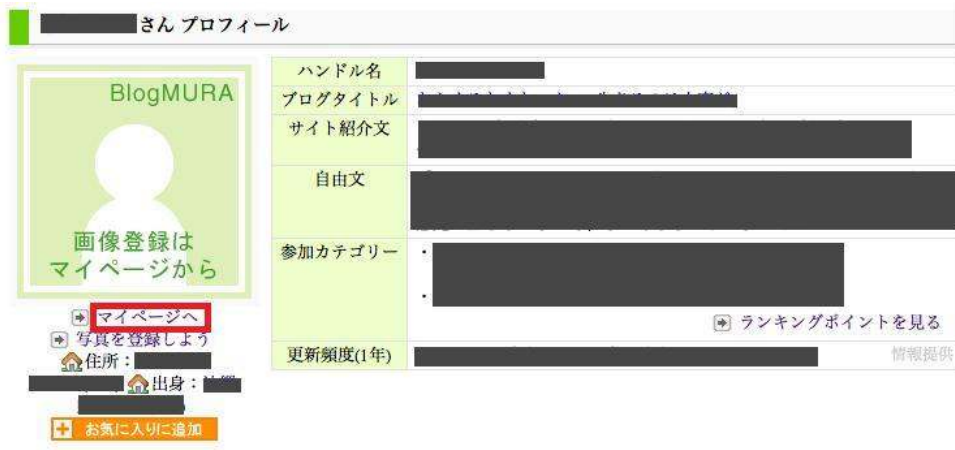 さん プロフィール
BlogMURA
画像登録は
マイページから
マイページへ
写真を登録しよう
住所：
出身：
お気に入りに追加
ハンドル名
ブログタイトル
サイト紹介文
自由文
参加カテゴリー
・
・
ランキングポイントを見る
更新頻度(1年)
情報提供